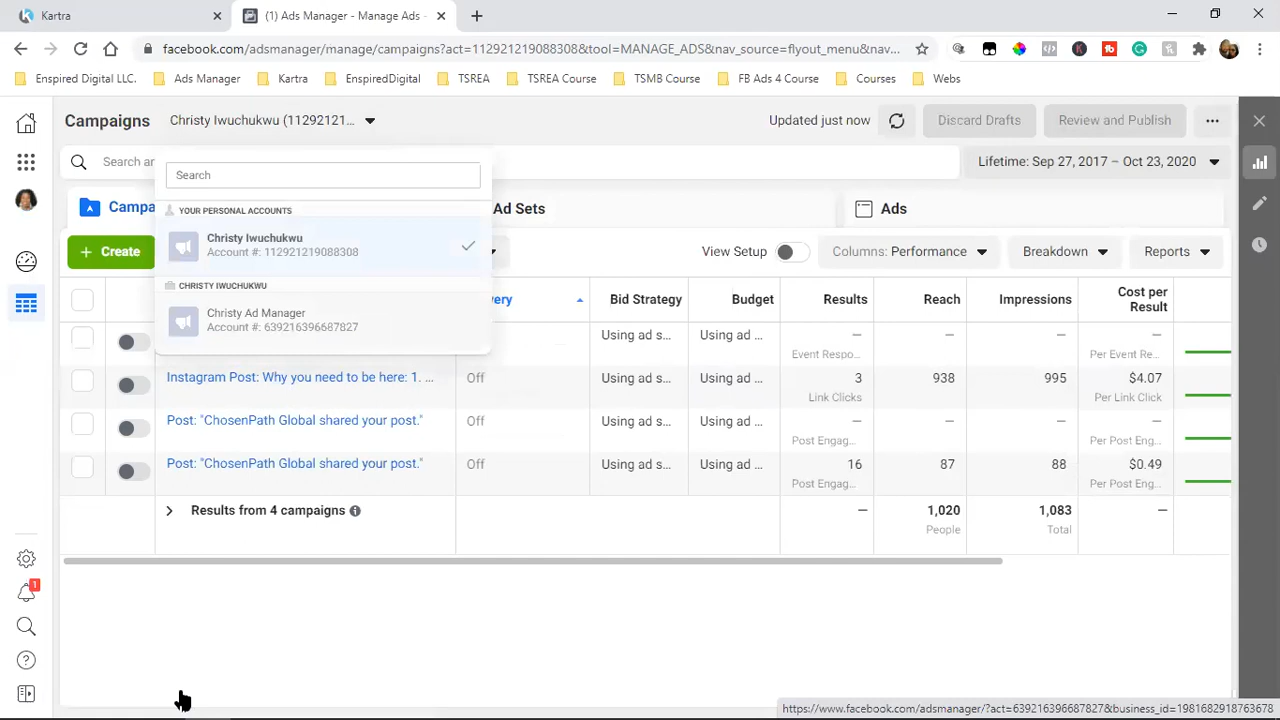 Kartra
(1) Ads Manager - Manage Ads -
facebook.com/adsmanager/manage/campaigns?act=112921219088308&tool=MANAGE_ADS&nav_source=flyout_menu&nav...
Enspired Digital LLC. Ads Manager Kartra EnspiredDigital TSREA TSREA Course TSMB Course FB Ads 4 Course Courses Webs
Campaigns Christy Iwuchukwu (11292121... Updated just now Discard Drafts Review and Publish ...
Search an Lifetime: Sep 27, 2017 – Oct 23, 2020
Search
Campa Ad Sets Ads
YOUR PERSONAL ACCOUNTS
Christy Iwuchukwu
Account #: 112921219088308
+ Create View Setup Columns: Performance Breakdown Reports
CHRISTY IWUCHUKWU
very Bid Strategy Budget Results Reach Impressions Cost per Result
Christy Ad Manager
Account #: 639216396687827
Using ad s... Using ad ... — — — —
Event Respo... Per Event Re...
Instagram Post: Why you need to be here: 1. ... Off Using ad s... Using ad ... 3 938 995 $4.07
Link Clicks Per Link Click
Post: "ChosenPath Global shared your post." Off Using ad s... Using ad ... — — — —
Post Engag... Per Post Eng...
Post: "ChosenPath Global shared your post." Off Using ad s... Using ad ... 16 87 88 $0.49
Post Engag... Per Post Eng...
Results from 4 campaigns — 1,020 1,083 —
People Total
1
https://www.facebook.com/adsmanager/?act=639216396687827&business_id=1981682918763678